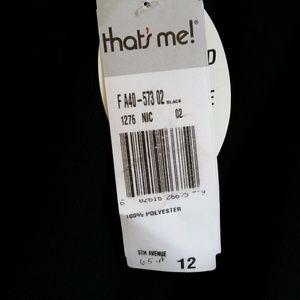 that's me!
F A40-573 02 BLACK
1276 NIC 02
100% POLYESTER
5TH AVENUE
12